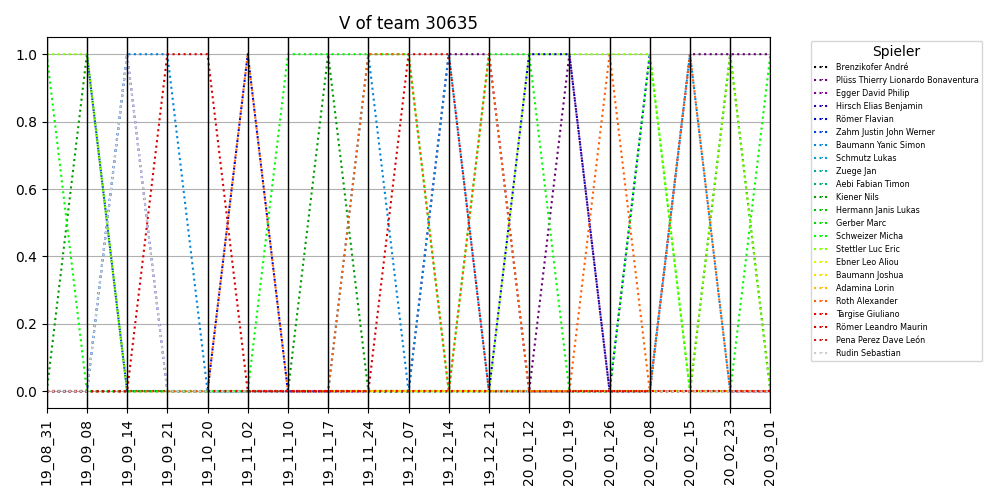 V of team 30635
1.0
0.8
0.6
0.4
0.2
0.0
19_08_31
19_09_08
19_09_14
19_09_21
19_10_20
19_11_02
19_11_10
19_11_17
19_11_24
19_12_07
19_12_14
19_12_21
20_01_12
20_01_19
20_01_26
20_02_08
20_02_15
20_02_23
20_03_01
Spieler
Brenzikofer André
Plüss Thierry Lionardo Bonaventura
Egger David Philip
Hirsch Elias Benjamin
Römer Flavian
Zahm Justin John Werner
Baumann Yanic Simon
Schmutz Lukas
Zuege Jan
Aebi Fabian Timon
Kiener Nils
Hermann Janis Lukas
Gerber Marc
Schweizer Micha
Stettler Luc Eric
Ebner Leo Aliou
Baumann Joshua
Adamina Lorin
Roth Alexander
Targise Giuliano
Römer Leandro Maurin
Pena Perez Dave León
Rudin Sebastian